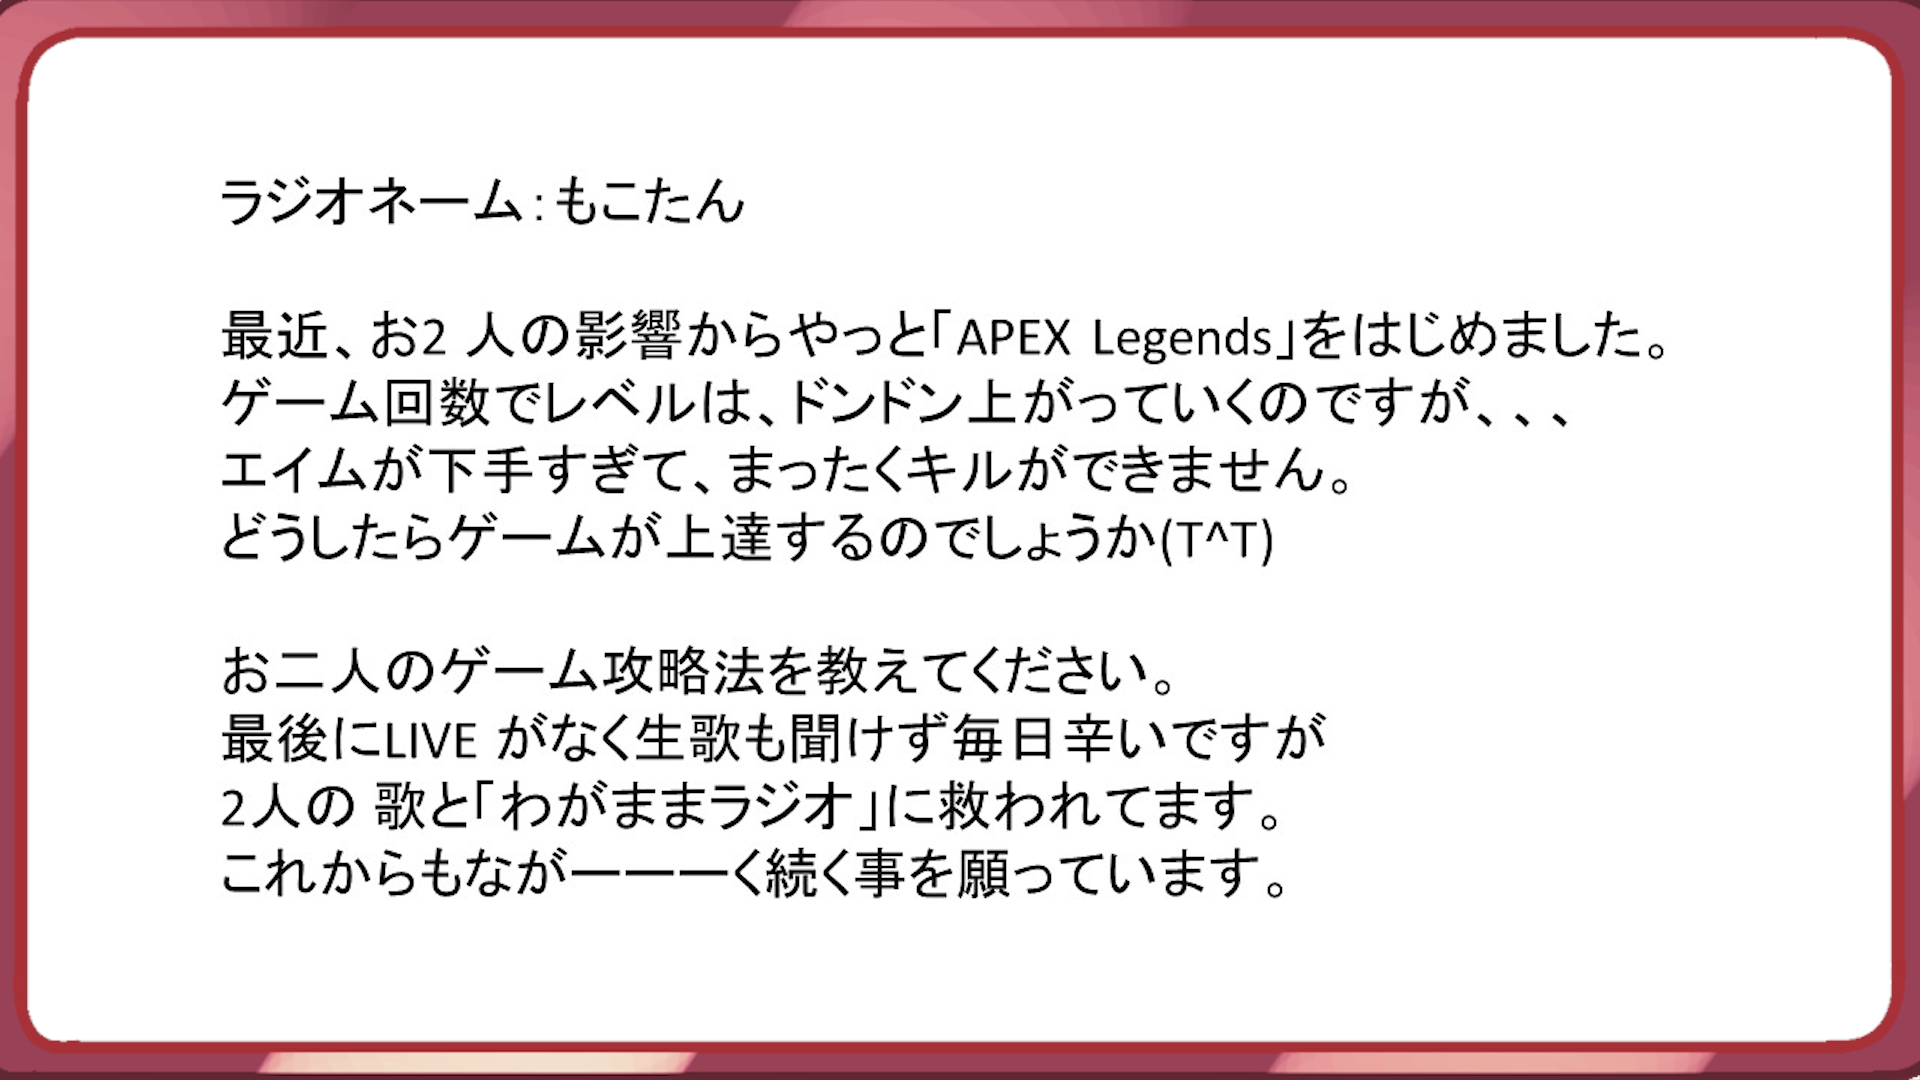 ラジオネーム：もこたん
最近、お2 人の影響からやっと「APEX Legends」をはじめました。
ゲーム回数でレベルは、ドンドン上がっていくのですが、、、
エイムが下手すぎて、まったくキルができません。
どうしたらゲームが上達するのでしょうか(T^T)
お二人のゲーム攻略法を教えてください。
最後にLIVE がなく生歌も聞けず毎日辛いですが
2人の 歌と「わがままラジオ」に救われてます。
これからもながーーーく続く事を願っています。